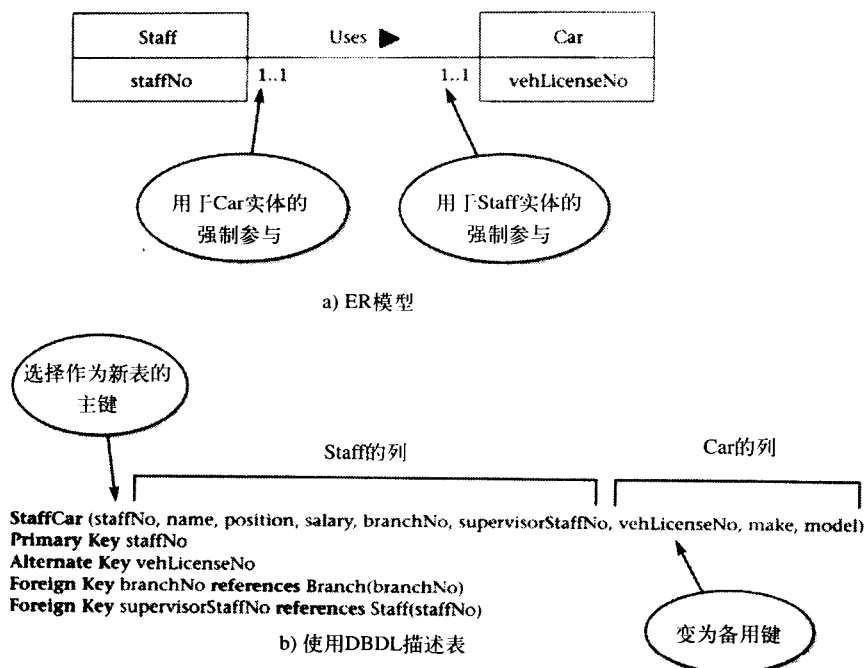 Staff
Uses
Car
staffNo
1..1
1..1
vehLicenseNo
用于Car实体的
强制参与
用于Staff实体的
强制参与
a) ER模型
选择作为新表的
主键
Staff的列
Car的列
StaffCar (staffNo, name, position, salary, branchNo, supervisorStaffNo, vehLicenseNo, make, model)
Primary Key staffNo
Alternate Key vehLicenseNo
Foreign Key branchNo references Branch(branchNo)
Foreign Key supervisorStaffNo references Staff(staffNo)
变为备用键
b) 使用DBDL描述表